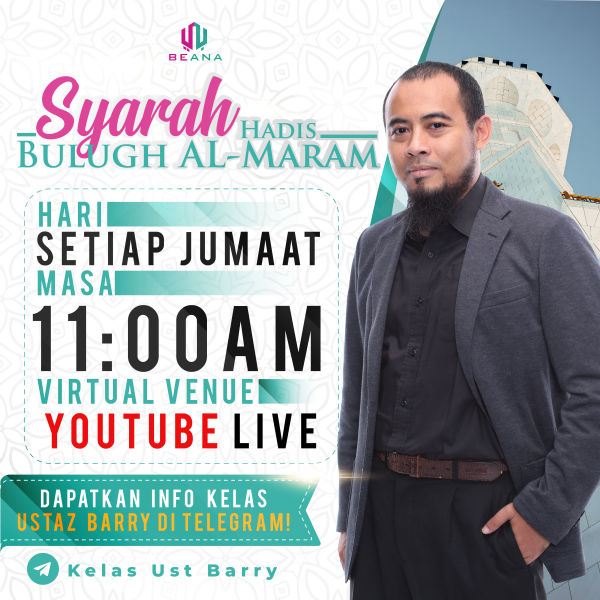 BEANA
Syarah HADIS
BULUGH AL-MARAM
HARI
SETIAP JUMAAT
MASA
11:00AM
VIRTUAL VENUE
YOUTUBE LIVE
DAPATKAN INFO KELAS
USTAZ BARRY DI TELEGRAM!
Kelas Ust Barry